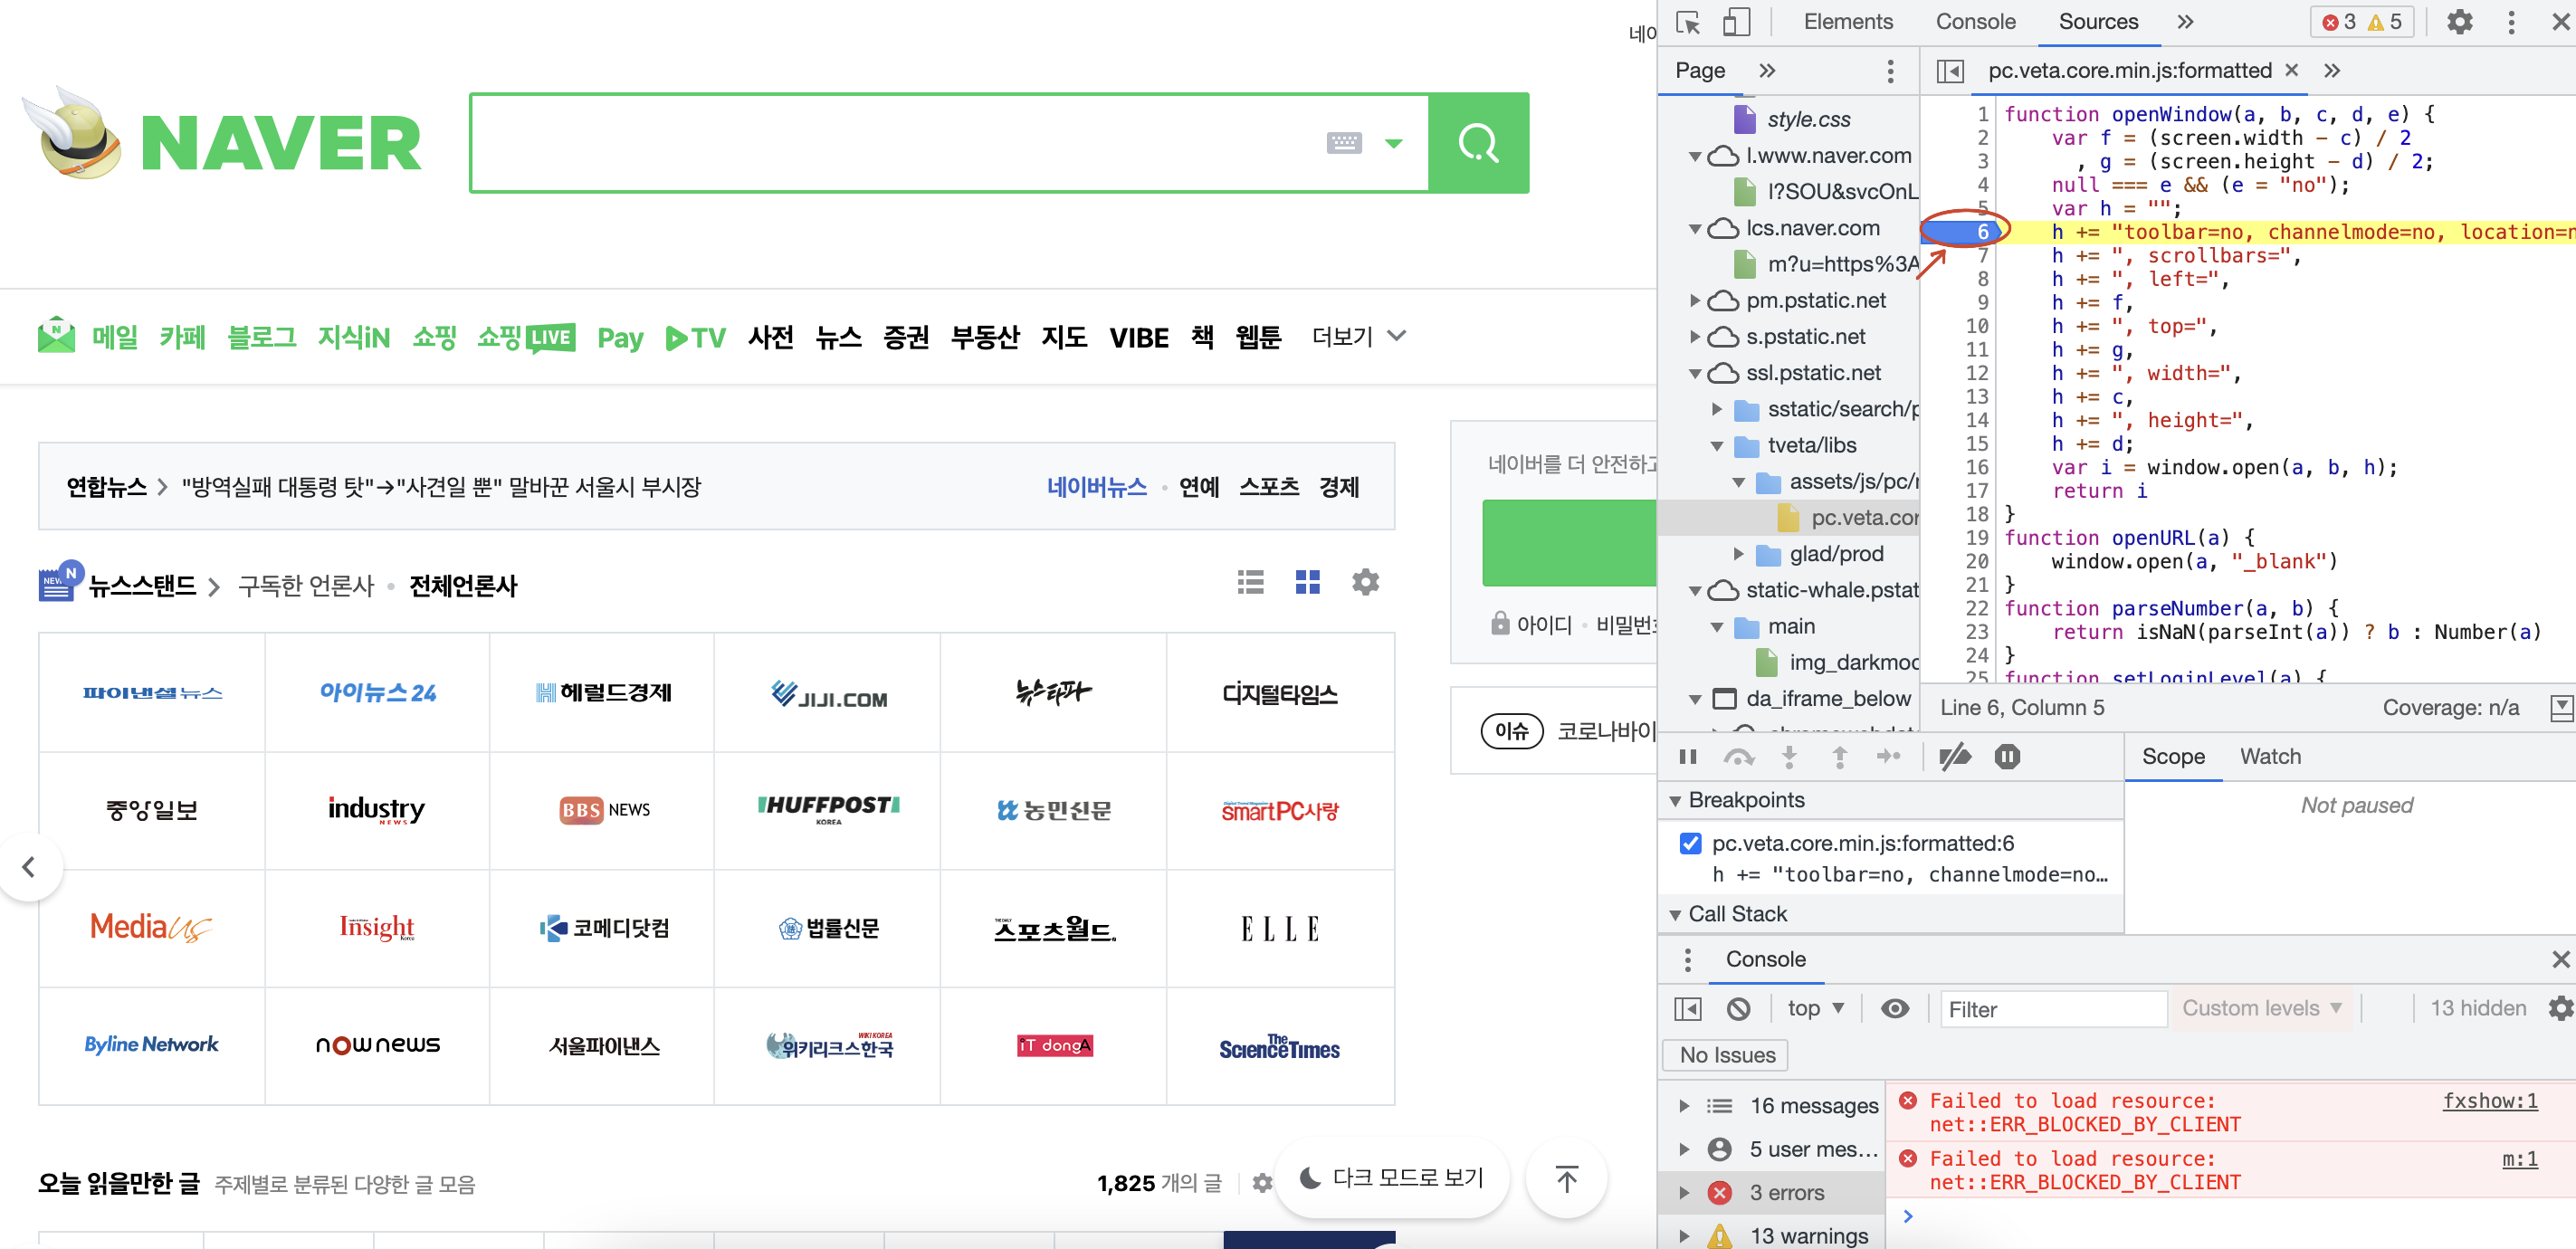 네이
NAVER
메일 카페 블로그 지식iN 쇼핑 쇼핑LIVE Pay TV 사전 뉴스 증권 부동산 지도 VIBE 책 웹툰 더보기
연합뉴스 > "방역실패 대통령 탓"→"사견일 뿐" 말바꾼 서울시 부시장
네이버뉴스 · 연예 스포츠 경제
뉴스스탠드 > 구독한 언론사 · 전체언론사
파이낸셜뉴스 아이뉴스24 헤럴드경제 JIJI.COM 뉴스타파 디지털타임스
중앙일보 industry NEWS BBS NEWS HUFFPOST KOREA 농민신문 smartPC사랑
Mediaus Insight Korea 코메디닷컴 법률신문 스포츠월드 ELLE
Byline Network nownews 서울파이낸스 WIKI KOREA 위키리크스한국 iT dongA The ScienceTimes
오늘 읽을만한 글 주제별로 분류된 다양한 글 모음
1,825 개의 글
다크 모드로 보기
네이버를 더 안전하고
아이디 · 비밀번호
이슈 코로나바이
Elements Console Sources » 3 5
Page »
style.css
l.www.naver.com
l?SOU&svcOnL
lcs.naver.com
m?u=https%3A
pm.pstatic.net
s.pstatic.net
ssl.pstatic.net
sstatic/search/p
tveta/libs
assets/js/pc/r
pc.veta.cor
glad/prod
static-whale.pstat
main
img_darkmod
da_iframe_below
pc.veta.core.min.js:formatted × »
1 function openWindow(a, b, c, d, e) {
2 var f = (screen.width - c) / 2
3 , g = (screen.height - d) / 2;
4 null === e && (e = "no");
5 var h = "";
6 h += "toolbar=no, channelmode=no, location=n
7 h += ", scrollbars=",
8 h += ", left=",
9 h += f,
10 h += ", top=",
11 h += g,
12 h += ", width=",
13 h += c,
14 h += ", height=",
15 h += d;
16 var i = window.open(a, b, h);
17 return i
18 }
19 function openURL(a) {
20 window.open(a, "_blank")
21 }
22 function parseNumber(a, b) {
23 return isNaN(parseInt(a)) ? b : Number(a)
24 }
25 function setLoginLevel(a) {
Line 6, Column 5
Coverage: n/a
Scope Watch
Not paused
Breakpoints
pc.veta.core.min.js:formatted:6
h += "toolbar=no, channelmode=no…
Call Stack
Console
top Filter Custom levels 13 hidden
No Issues
16 messages
5 user mes…
3 errors
13 warnings
Failed to load resource: fxshow:1
net::ERR_BLOCKED_BY_CLIENT
Failed to load resource: m:1
net::ERR_BLOCKED_BY_CLIENT